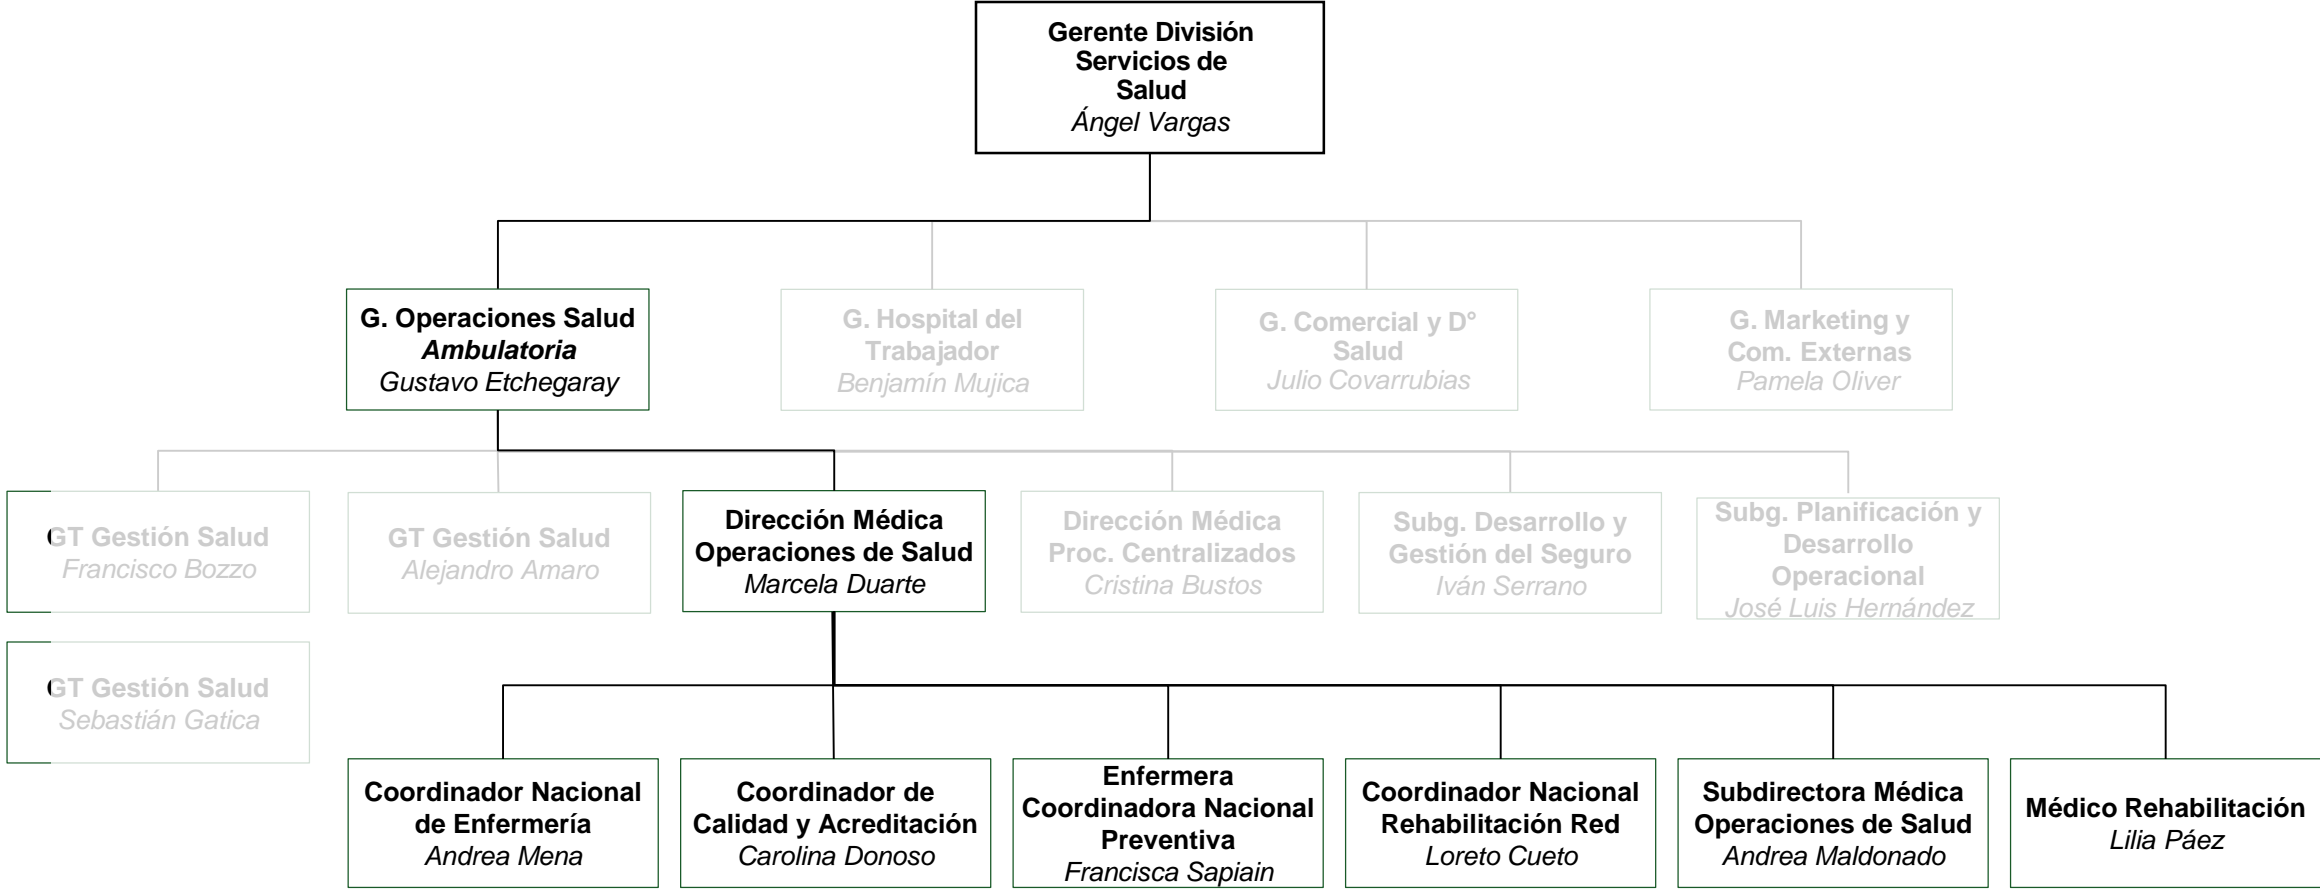 Gerente División
Servicios de
Salud
Ángel Vargas
G. Operaciones Salud
Ambulatoria
Gustavo Etchegaray
G. Hospital del
Trabajador
Benjamín Mujica
G. Comercial y D°
Salud
Julio Covarrubias
G. Marketing y
Com. Externas
Pamela Oliver
GT Gestión Salud
Francisco Bozzo
GT Gestión Salud
Alejandro Amaro
Dirección Médica
Operaciones de Salud
Marcela Duarte
Dirección Médica
Proc. Centralizados
Cristina Bustos
Subg. Desarrollo y
Gestión del Seguro
Iván Serrano
Subg. Planificación y
Desarrollo
Operacional
José Luis Hernández
GT Gestión Salud
Sebastián Gatica
Coordinador Nacional
de Enfermería
Andrea Mena
Coordinador de
Calidad y Acreditación
Carolina Donoso
Enfermera
Coordinadora Nacional
Preventiva
Francisca Sapiain
Coordinador Nacional
Rehabilitación Red
Loreto Cueto
Subdirectora Médica
Operaciones de Salud
Andrea Maldonado
Médico Rehabilitación
Lilia Páez